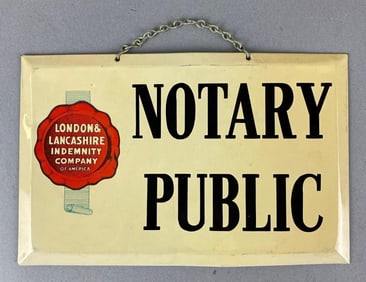 LONDON &
LANCASHIRE
INDEMNITY
COMPANY
OF AMERICA
NOTARY
PUBLIC